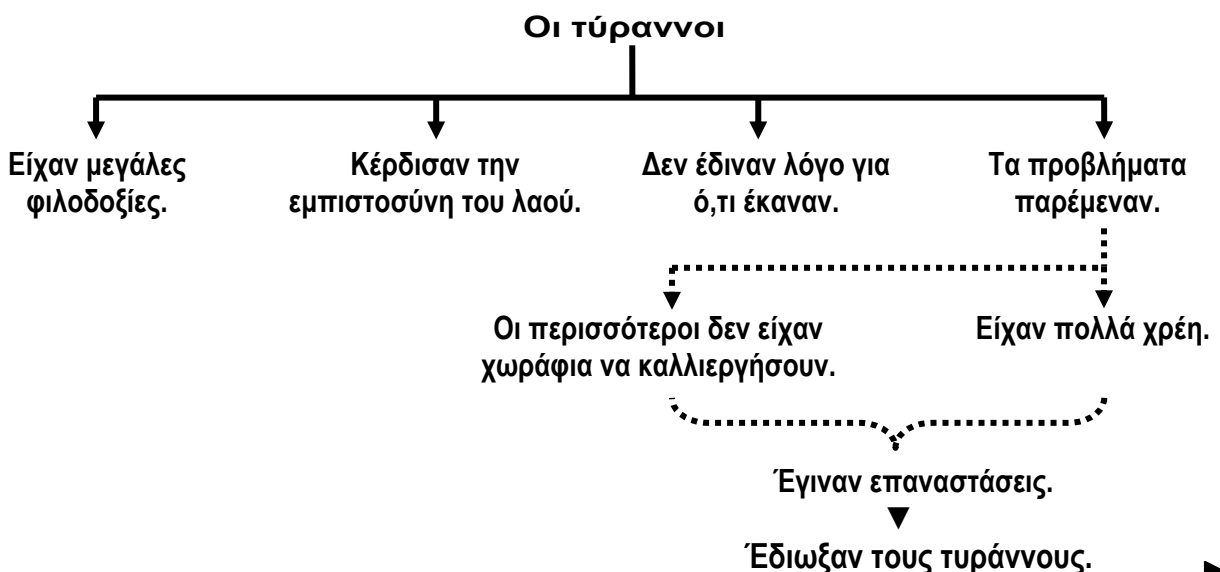 Οι τύραννοι
Είχαν μεγάλες
φιλοδοξίες.
Κέρδισαν την
εμπιστοσύνη του λαού.
Δεν έδιναν λόγο για
ό,τι έκαναν.
Τα προβλήματα
παρέμεναν.
Οι περισσότεροι δεν είχαν
χωράφια να καλλιεργήσουν.
Είχαν πολλά χρέη.
Έγιναν επαναστάσεις.
Έδιωξαν τους τυράννους.